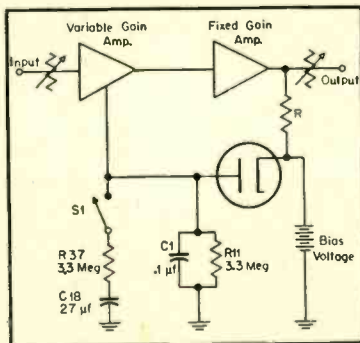 Variable Gain
Amp.
Fixed Gain
Amp.
Input
Output
R
S1
R37
3.3 Meg
C18
.27 µf
C1
.1 µf
R11
3.3 Meg
Bias
Voltage